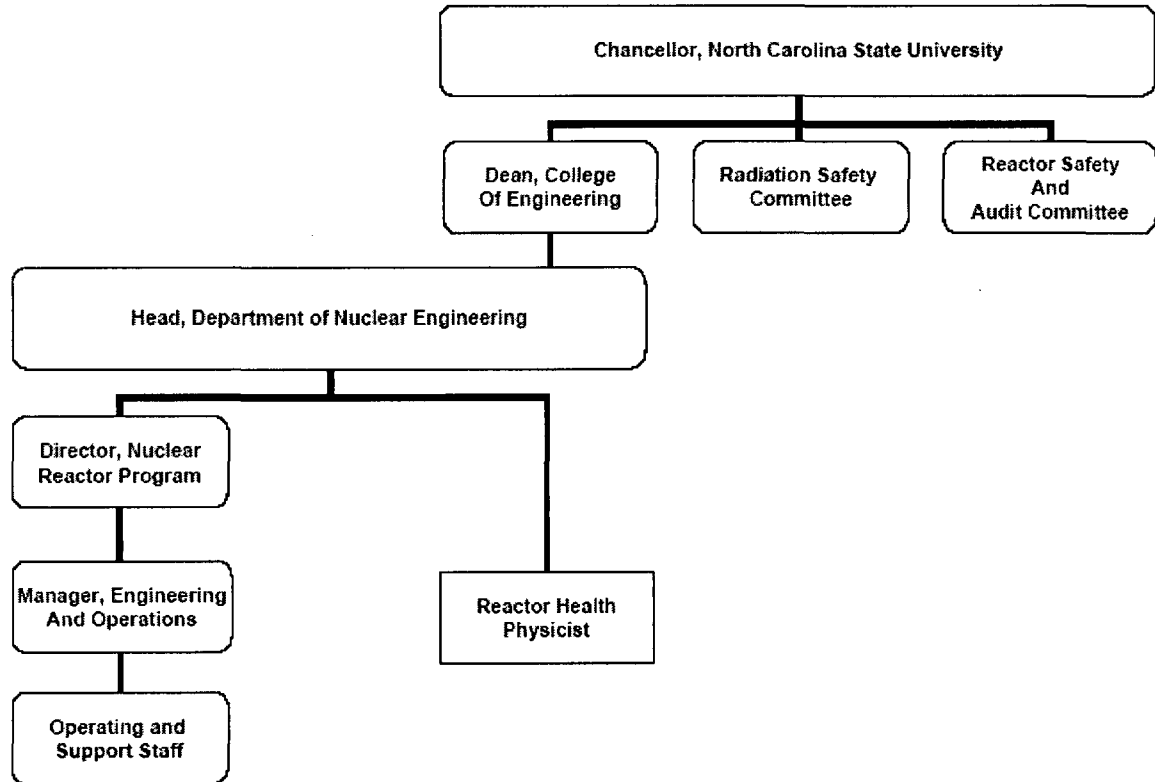 Chancellor, North Carolina State University
Dean, College
Of Engineering
Radiation Safety
Committee
Reactor Safety
And
Audit Committee
Head, Department of Nuclear Engineering
Director, Nuclear
Reactor Program
Manager, Engineering
And Operations
Reactor Health
Physicist
Operating and
Support Staff